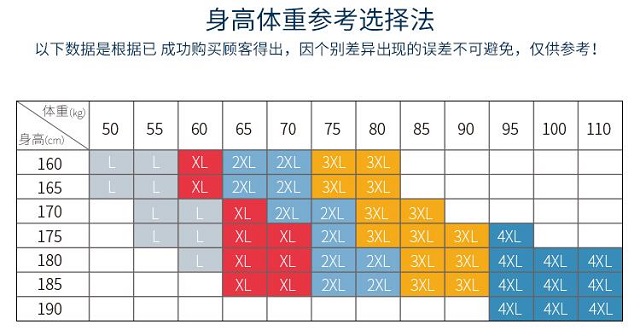 身高体重参考选择法
以下数据是根据已 成功购买顾客得出，因个别差异出现的误差不可避免，仅供参考！
体重(kg)
身高(cm) 50 55 60 65 70 75 80 85 90 95 100 110
160 L L XL 2XL 2XL 3XL 3XL
165 L L XL 2XL 2XL 3XL 3XL
170 L L XL 2XL 2XL 3XL 3XL
175 L L XL XL 2XL 3XL 3XL 3XL 4XL
180 L XL XL 2XL 2XL 3XL 3XL 4XL 4XL 4XL
185 XL XL 2XL 2XL 3XL 3XL 4XL 4XL 4XL
190 4XL 4XL 4XL